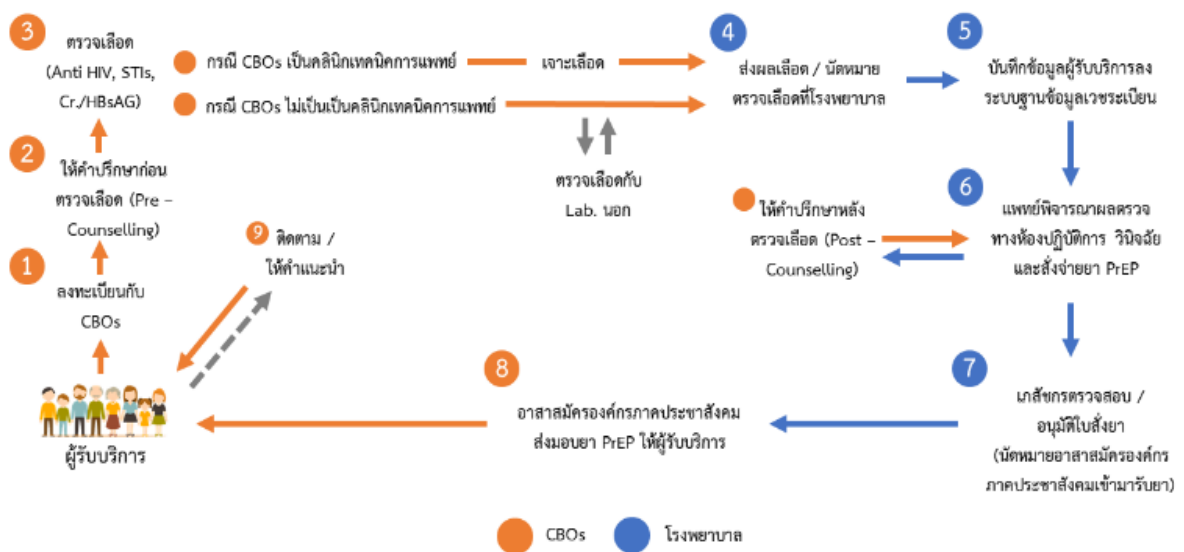 3
ตรวจเลือด
(Anti HIV, STIs,
Cr./HBsAG)
กรณี CBOs เป็นคลินิกเทคนิคการแพทย์
เจาะเลือด
กรณี CBOs ไม่เป็นเป็นคลินิกเทคนิคการแพทย์
ตรวจเลือดกับ
Lab. นอก
4
ส่งผลเลือด / นัดหมาย
ตรวจเลือดที่โรงพยาบาล
5
บันทึกข้อมูลผู้รับบริการลง
ระบบฐานข้อมูลเวชระเบียน
2
ให้คำปรึกษาก่อน
ตรวจเลือด (Pre –
Counselling)
9
ติดตาม /
ให้คำแนะนำ
ให้คำปรึกษาหลัง
ตรวจเลือด (Post –
Counselling)
6
แพทย์พิจารณาผลตรวจ
ทางห้องปฏิบัติการ วินิจฉัย
และสั่งจ่ายยา PrEP
1
ลงทะเบียนกับ
CBOs
ผู้รับบริการ
8
อาสาสมัครองค์กรภาคประชาสังคม
ส่งมอบยา PrEP ให้ผู้รับบริการ
7
เภสัชกรตรวจสอบ /
อนุมัติใบสั่งยา
(นัดหมายอาสาสมัครองค์กร
ภาคประชาสังคมเข้ามารับยา)
CBOs
โรงพยาบาล